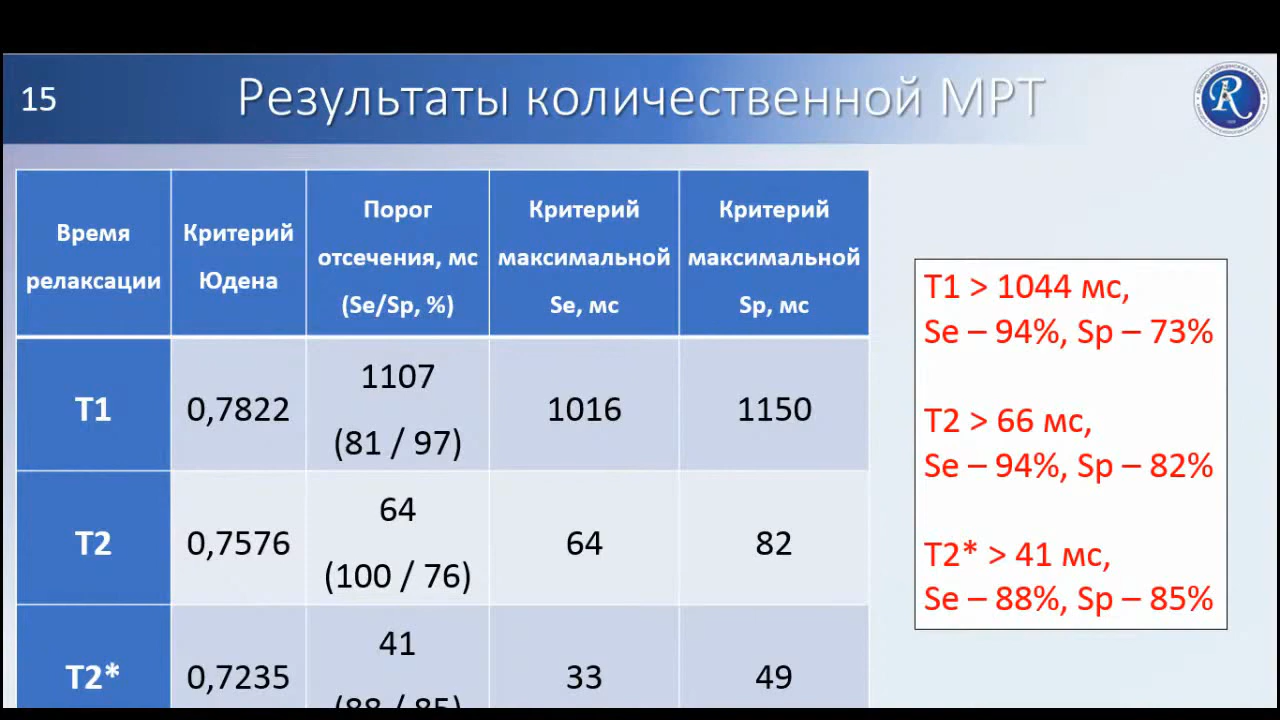 15
Результаты количественной МРТ
Время
релаксации
Критерий
Юдена
Порог
отсечения, мс
(Se/Sp, %)
Критерий
максимальной
Se, мс
Критерий
максимальной
Sp, мс
T1
0,7822
1107
(81 / 97)
1016
1150
T2
0,7576
64
(100 / 76)
64
82
T2*
0,7235
41
(88 / 85)
33
49
T1 > 1044 мс,
Se – 94%, Sp – 73%
T2 > 66 мс,
Se – 94%, Sp – 82%
T2* > 41 мс,
Se – 88%, Sp – 85%